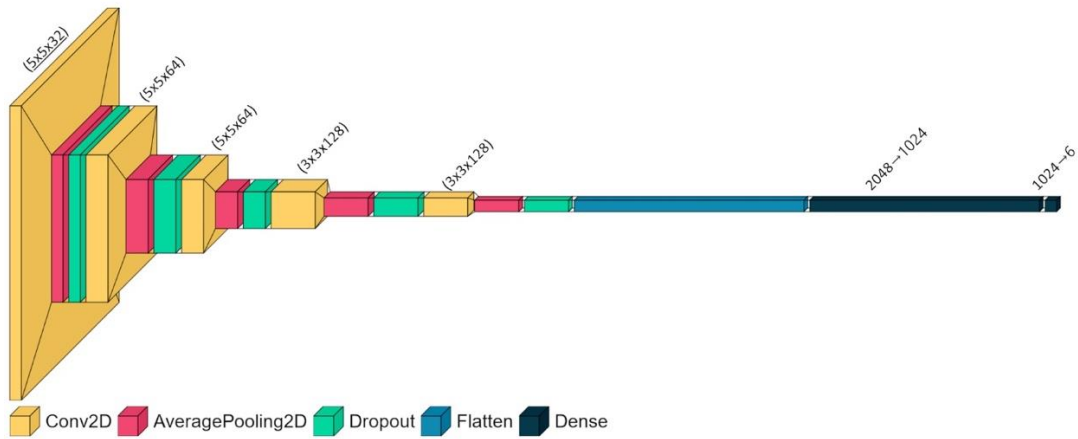 (5x5x32)
(5x5x64)
(5x5x64)
(3x3x128)
(3x3x128)
2048→1024
1024→6
Conv2D
AveragePooling2D
Dropout
Flatten
Dense